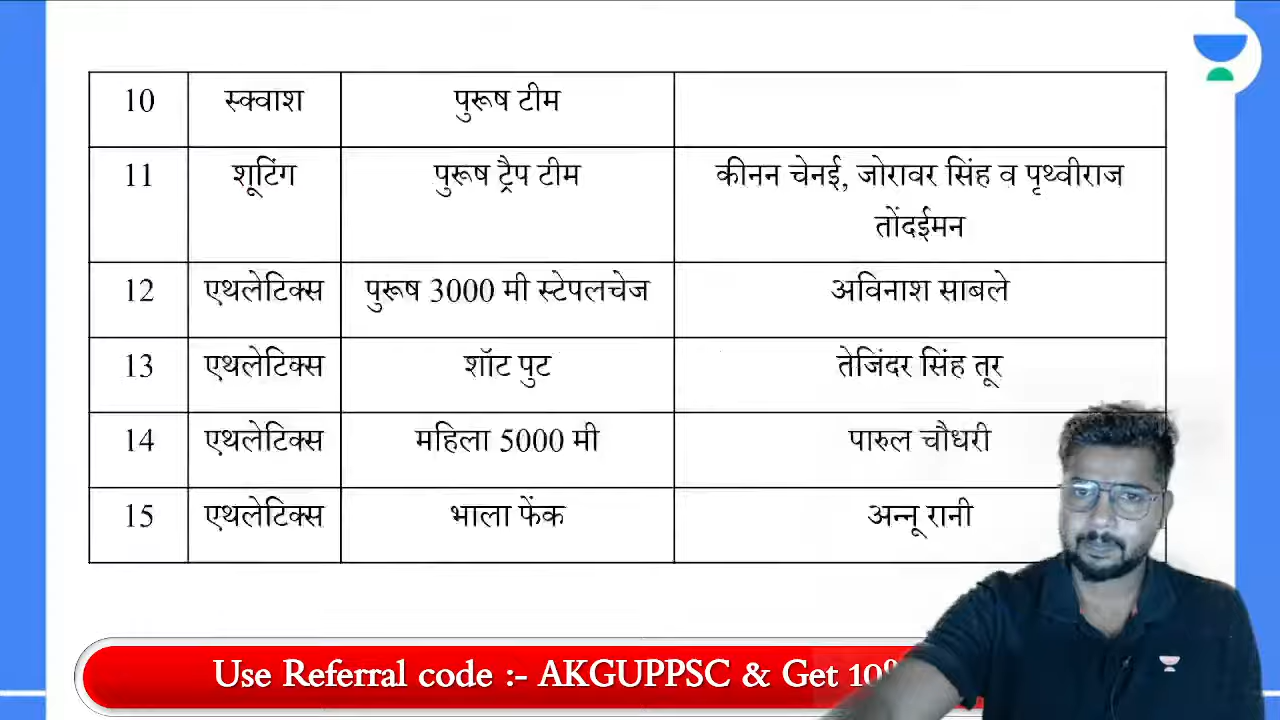 10 स्क्वाश पुरूष टीम
11 शूटिंग पुरूष ट्रैप टीम कीनन चेनई, जोरावर सिंह व पृथ्वीराज
तोंदईमन
12 एथलेटिक्स पुरूष 3000 मी स्टेपलचेज अविनाश साबले
13 एथलेटिक्स शॉट पुट तेजिंदर सिंह तूर
14 एथलेटिक्स महिला 5000 मी पारुल चौधरी
15 एथलेटिक्स भाला फेंक अन्नू रानी
Use Referral code :- AKGUPPSC & Get